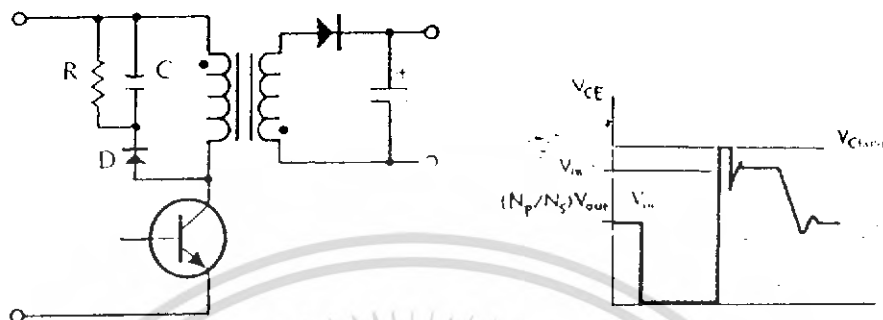 R
C
D
V_CE
V_Clamp
V_in
(N_p/N_s)V_out
V_in